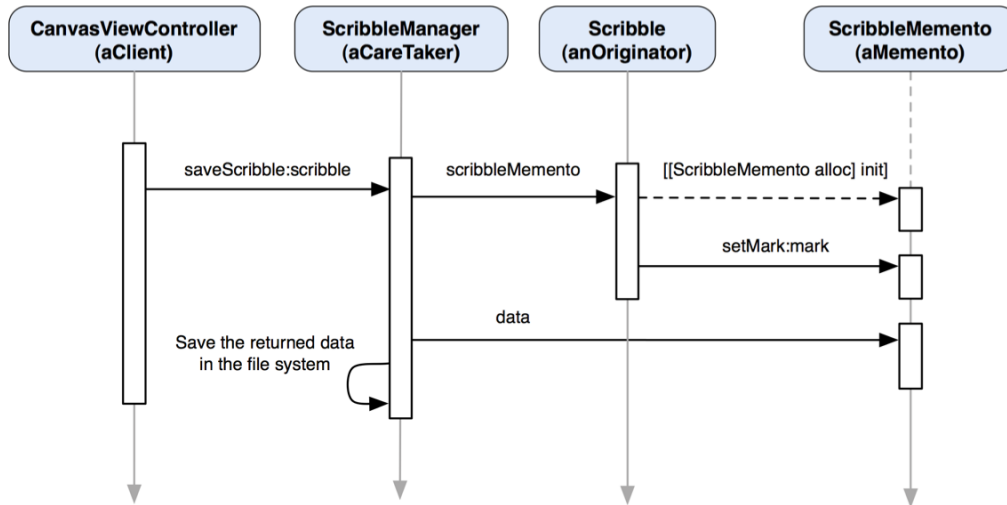 CanvasViewController
(aClient)
ScribbleManager
(aCareTaker)
Scribble
(anOriginator)
ScribbleMemento
(aMemento)
saveScribble:scribble
scribbleMemento
[[ScribbleMemento alloc] init]
setMark:mark
data
Save the returned data
in the file system